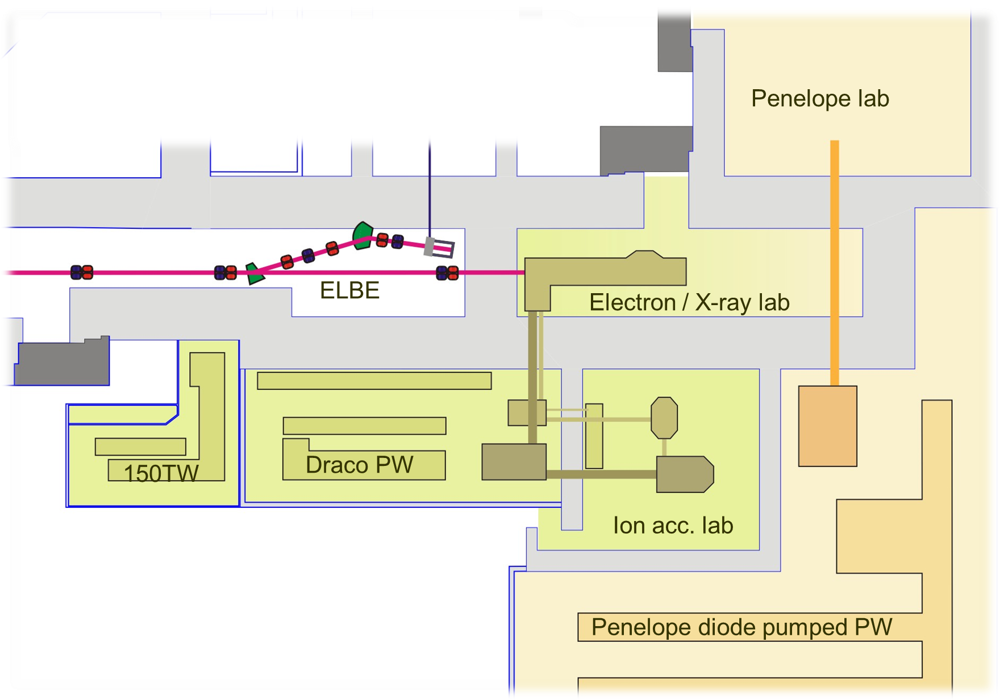 Penelope lab
ELBE
Electron / X-ray lab
150TW
Draco PW
Ion acc. lab
Penelope diode pumped PW